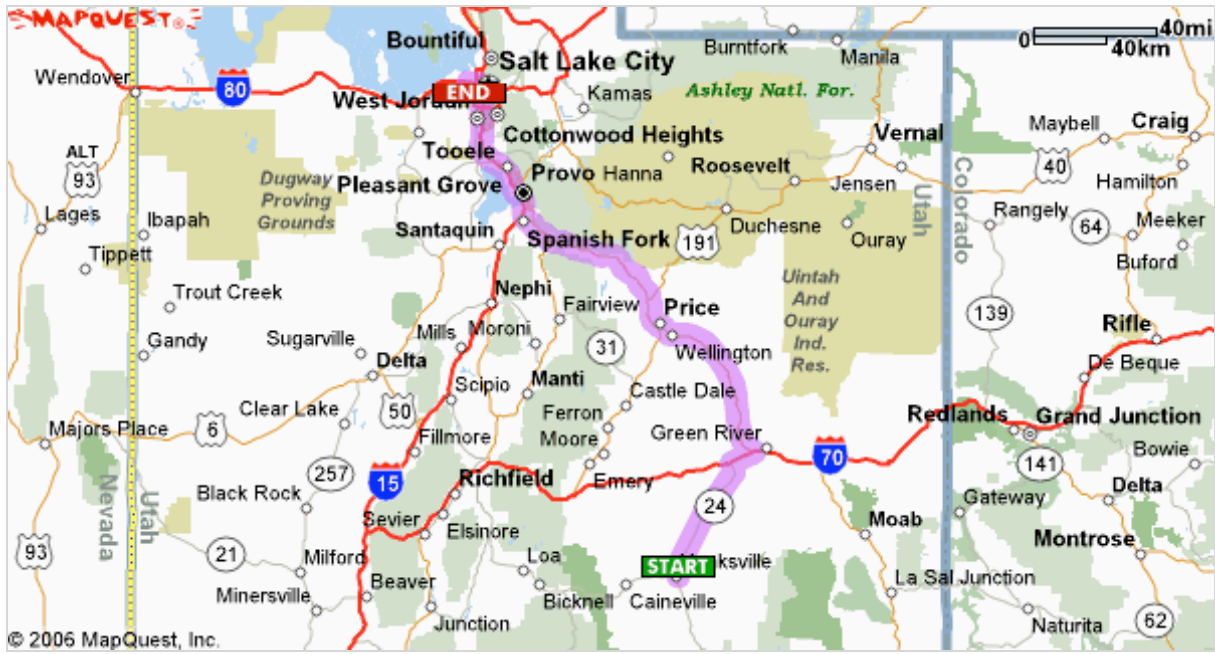 MAPQUEST®
Bountiful
Salt Lake City
Burntfork
Manila
0 40mi
40km
Wendover
80
END
West Jordan
Kamas
Ashley Natl. For.
Cottonwood Heights
Vernal
Maybell
Craig
ALT
93
Tooele
Provo
Hanna
Roosevelt
Jensen
40
Hamilton
Dugway
Proving
Grounds
Pleasant Grove
Utah
Colorado
Lages
Ibapah
Santaquin
Spanish Fork
191
Duchesne
Ouray
Rangely
64
Meeker
Buford
Tippett
Trout Creek
Nephi
Fairview
Price
Uintah
And
Ouray
Ind.
Res.
139
Rifle
Gandy
Sugarville
Mills
Moroni
31
Wellington
De Beque
Delta
Scipio
Manti
Castle Dale
Clear Lake
50
Ferron
Moore
Redlands
Grand Junction
Majors Place
6
Fillmore
Green River
70
Bowie
257
15
Richfield
Emery
141
Delta
Nevada
Utah
Black Rock
Sevier
Elsinore
24
Gateway
Moab
93
21
Milford
Loa
START
Montrose
Minersville
Beaver
Bicknell
Caineville
La Sal Junction
Junction
Naturita
62
© 2006 MapQuest, Inc.